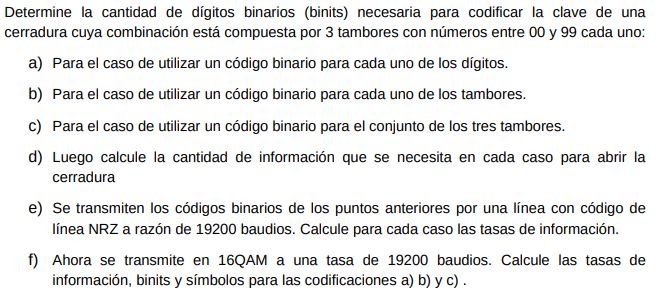 Determine la cantidad de dígitos binarios (binits) necesaria para codificar la clave de una
cerradura cuya combinación está compuesta por 3 tambores con números entre 00 y 99 cada uno:
a) Para el caso de utilizar un código binario para cada uno de los dígitos.
b) Para el caso de utilizar un código binario para cada uno de los tambores.
c) Para el caso de utilizar un código binario para el conjunto de los tres tambores.
d) Luego calcule la cantidad de información que se necesita en cada caso para abrir la
cerradura
e) Se transmiten los códigos binarios de los puntos anteriores por una línea con código de
línea NRZ a razón de 19200 baudios. Calcule para cada caso las tasas de información.
f) Ahora se transmite en 16QAM a una tasa de 19200 baudios. Calcule las tasas de
información, binits y símbolos para las codificaciones a) b) y c) .